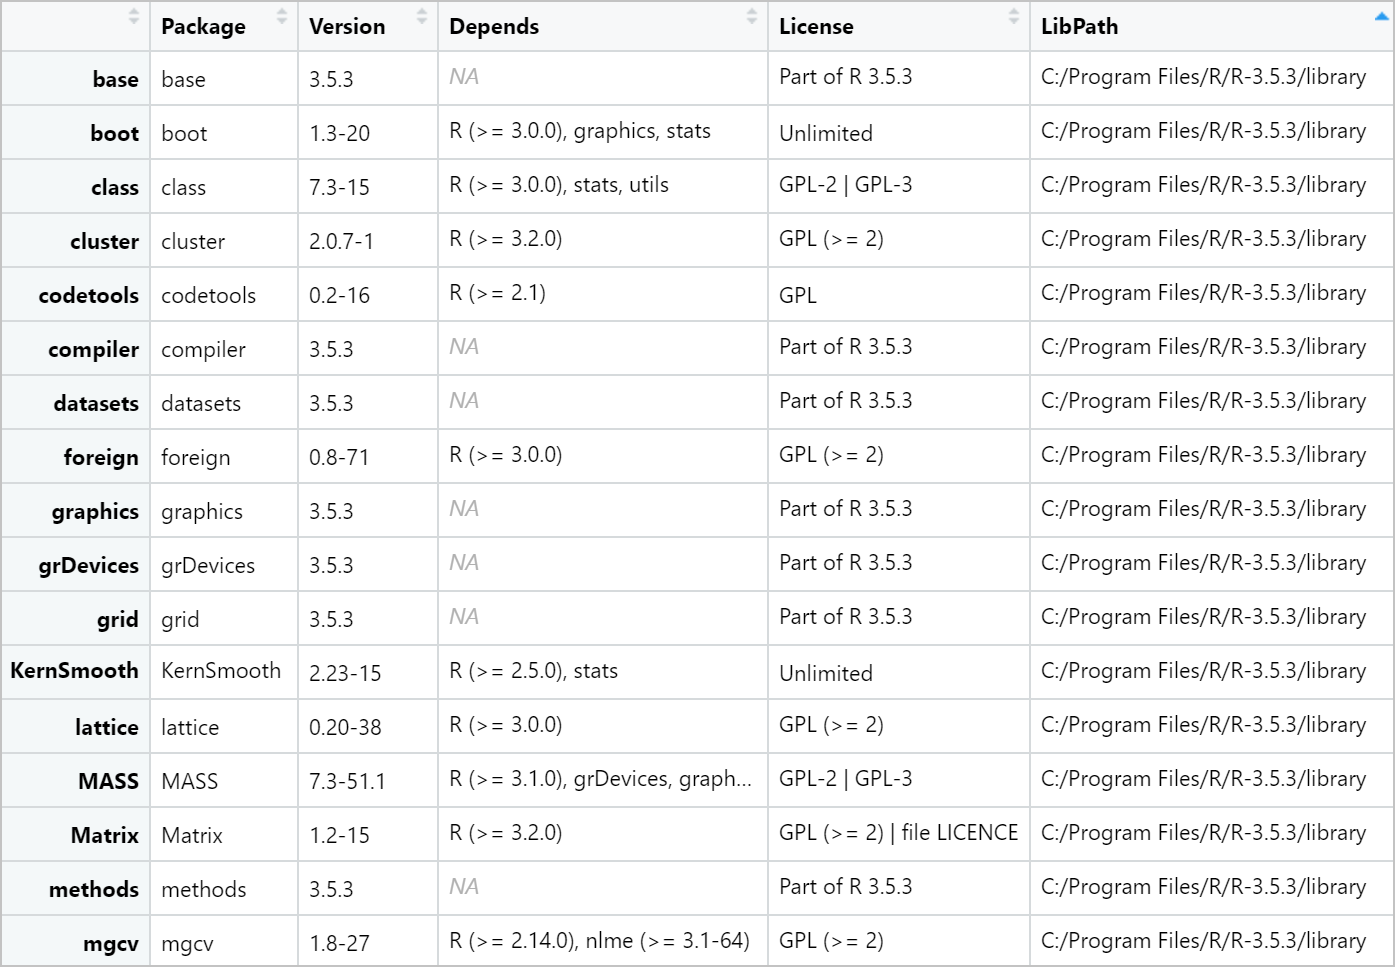 Package Version Depends License LibPath
base base 3.5.3 NA Part of R 3.5.3 C:/Program Files/R/R-3.5.3/library
boot boot 1.3-20 R (>= 3.0.0), graphics, stats Unlimited C:/Program Files/R/R-3.5.3/library
class class 7.3-15 R (>= 3.0.0), stats, utils GPL-2 | GPL-3 C:/Program Files/R/R-3.5.3/library
cluster cluster 2.0.7-1 R (>= 3.2.0) GPL (>= 2) C:/Program Files/R/R-3.5.3/library
codetools codetools 0.2-16 R (>= 2.1) GPL C:/Program Files/R/R-3.5.3/library
compiler compiler 3.5.3 NA Part of R 3.5.3 C:/Program Files/R/R-3.5.3/library
datasets datasets 3.5.3 NA Part of R 3.5.3 C:/Program Files/R/R-3.5.3/library
foreign foreign 0.8-71 R (>= 3.0.0) GPL (>= 2) C:/Program Files/R/R-3.5.3/library
graphics graphics 3.5.3 NA Part of R 3.5.3 C:/Program Files/R/R-3.5.3/library
grDevices grDevices 3.5.3 NA Part of R 3.5.3 C:/Program Files/R/R-3.5.3/library
grid grid 3.5.3 NA Part of R 3.5.3 C:/Program Files/R/R-3.5.3/library
KernSmooth KernSmooth 2.23-15 R (>= 2.5.0), stats Unlimited C:/Program Files/R/R-3.5.3/library
lattice lattice 0.20-38 R (>= 3.0.0) GPL (>= 2) C:/Program Files/R/R-3.5.3/library
MASS MASS 7.3-51.1 R (>= 3.1.0), grDevices, graph... GPL-2 | GPL-3 C:/Program Files/R/R-3.5.3/library
Matrix Matrix 1.2-15 R (>= 3.2.0) GPL (>= 2) | file LICENCE C:/Program Files/R/R-3.5.3/library
methods methods 3.5.3 NA Part of R 3.5.3 C:/Program Files/R/R-3.5.3/library
mgcv mgcv 1.8-27 R (>= 2.14.0), nlme (>= 3.1-64) GPL (>= 2) C:/Program Files/R/R-3.5.3/library